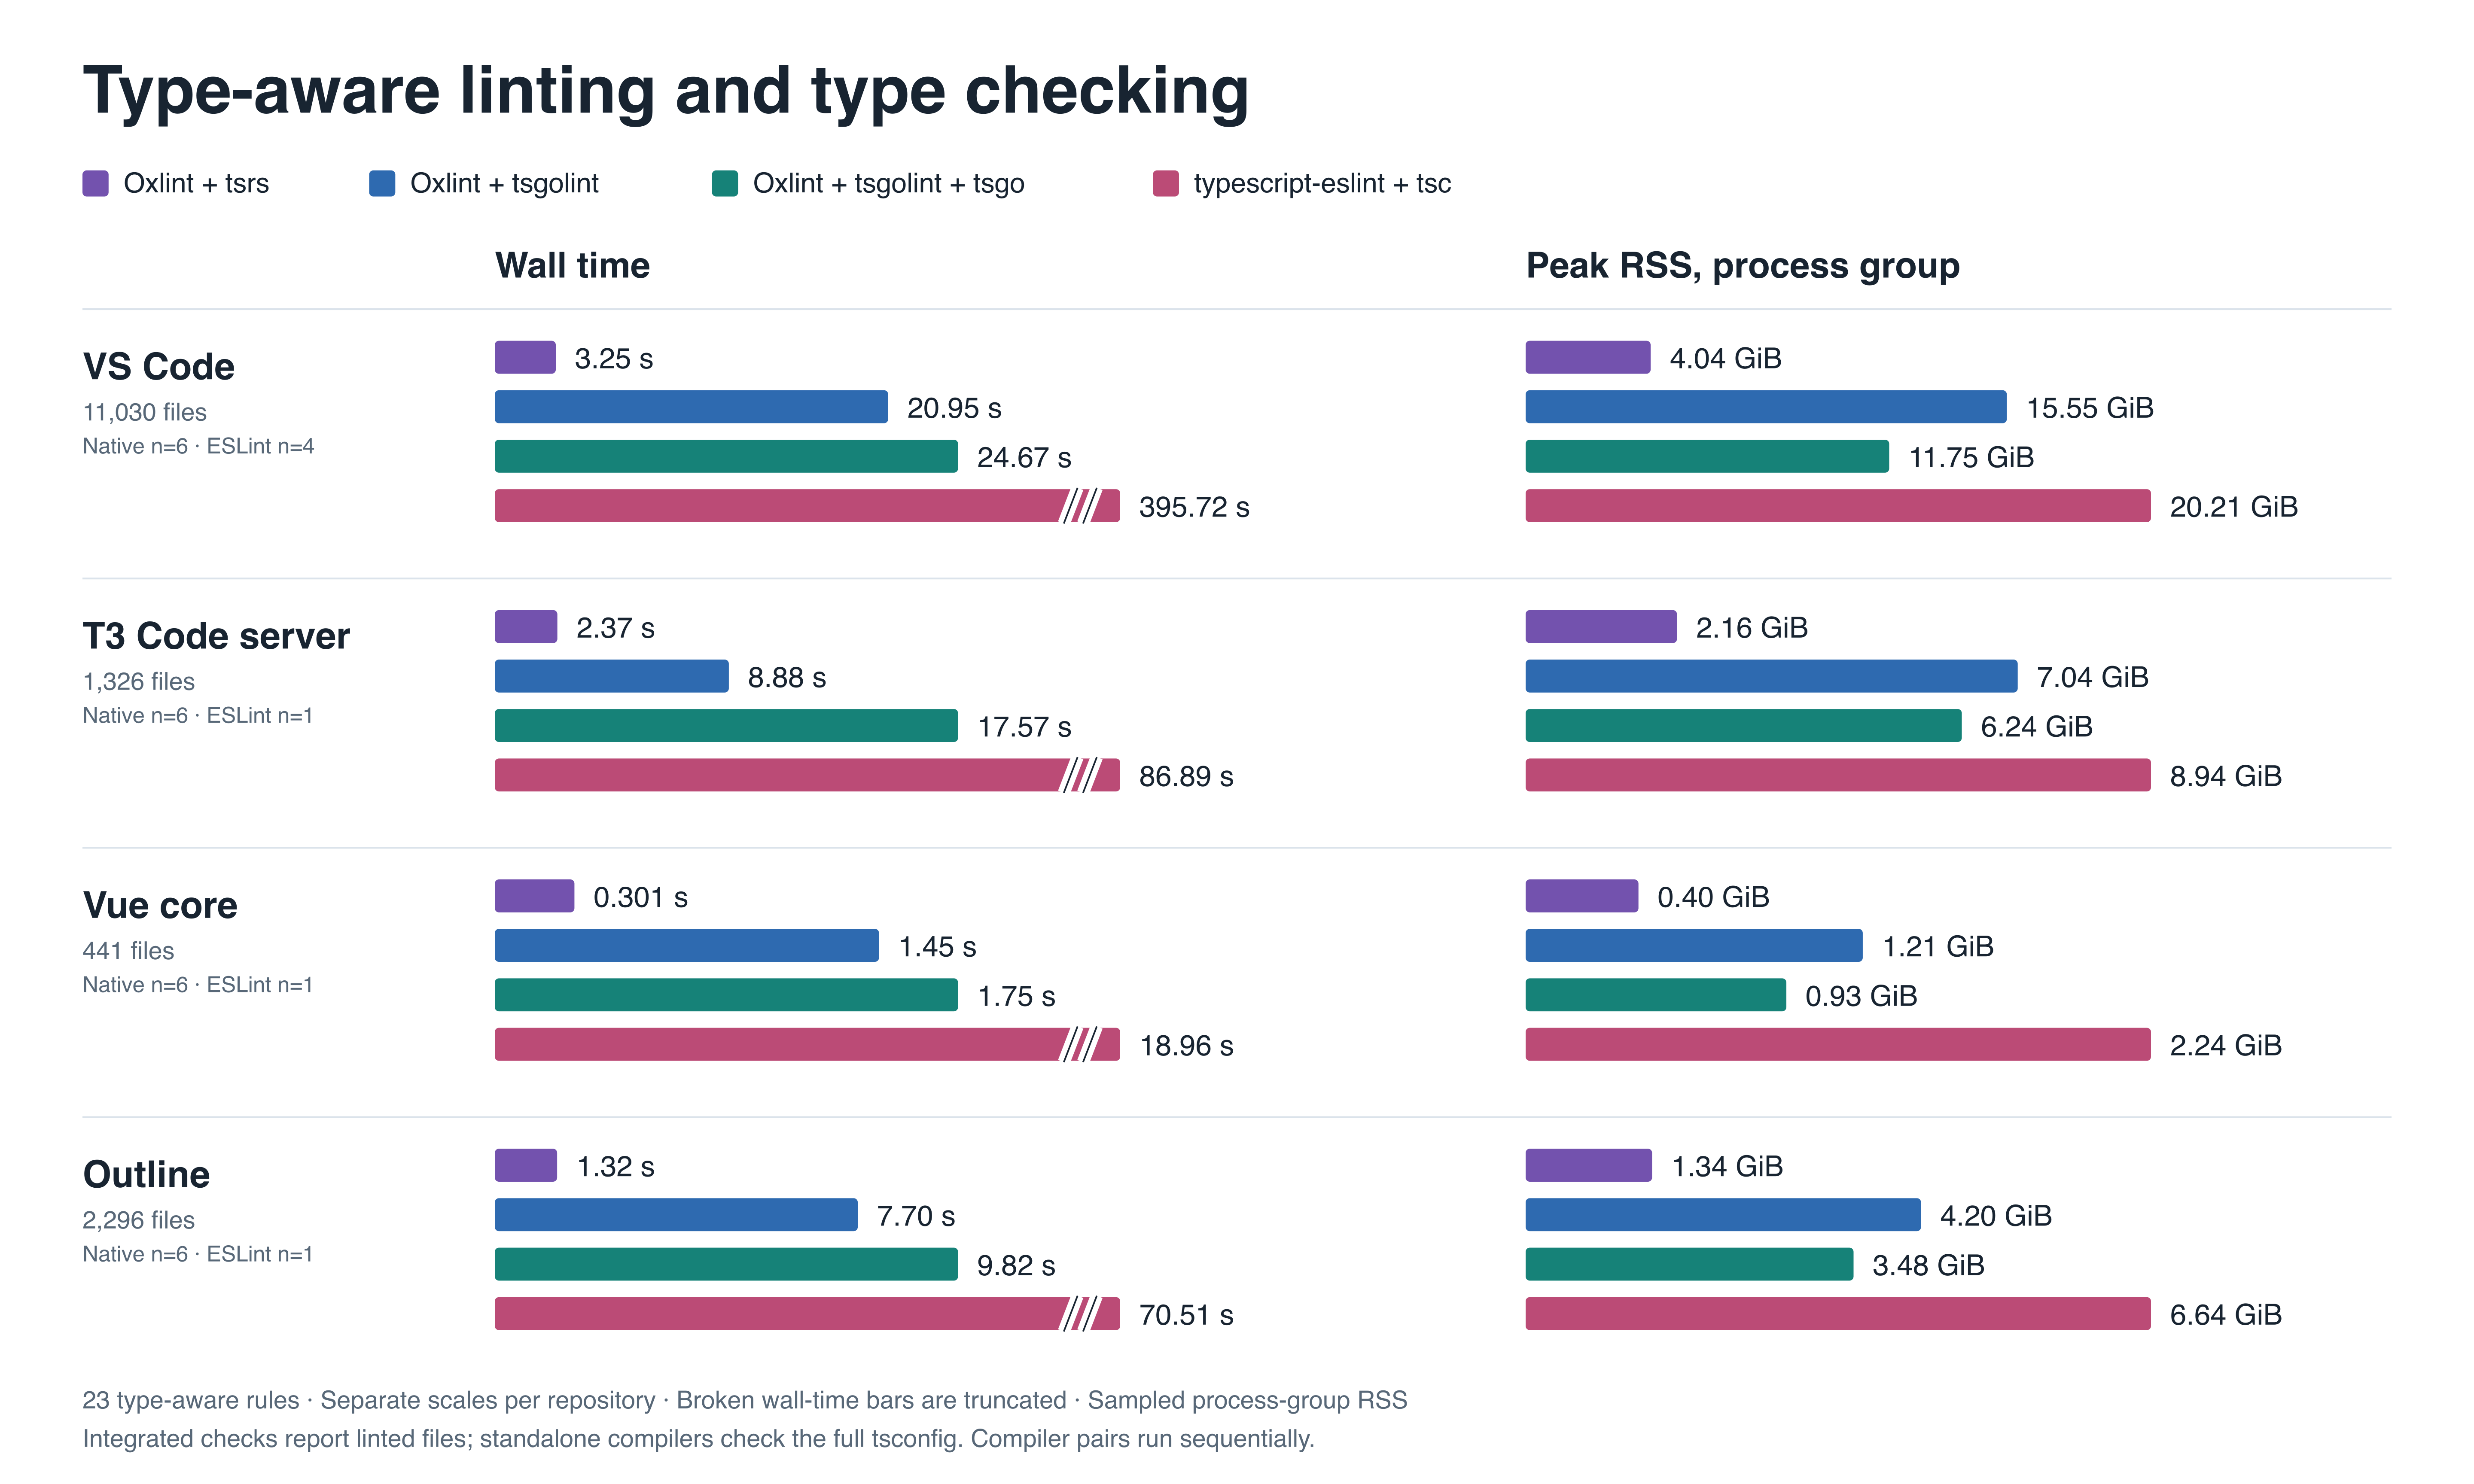 Type-aware linting and type checking
Oxlint + tsrs
Oxlint + tsgolint
Oxlint + tsgolint + tsgo
typescript-eslint + tsc
Wall time
Peak RSS, process group
VS Code
11,030 files
Native n=6 · ESLint n=4
3.25 s
20.95 s
24.67 s
395.72 s
4.04 GiB
15.55 GiB
11.75 GiB
20.21 GiB
T3 Code server
1,326 files
Native n=6 · ESLint n=1
2.37 s
8.88 s
17.57 s
86.89 s
2.16 GiB
7.04 GiB
6.24 GiB
8.94 GiB
Vue core
441 files
Native n=6 · ESLint n=1
0.301 s
1.45 s
1.75 s
18.96 s
0.40 GiB
1.21 GiB
0.93 GiB
2.24 GiB
Outline
2,296 files
Native n=6 · ESLint n=1
1.32 s
7.70 s
9.82 s
70.51 s
1.34 GiB
4.20 GiB
3.48 GiB
6.64 GiB
23 type-aware rules · Separate scales per repository · Broken wall-time bars are truncated · Sampled process-group RSS
Integrated checks report linted files; standalone compilers check the full tsconfig. Compiler pairs run sequentially.